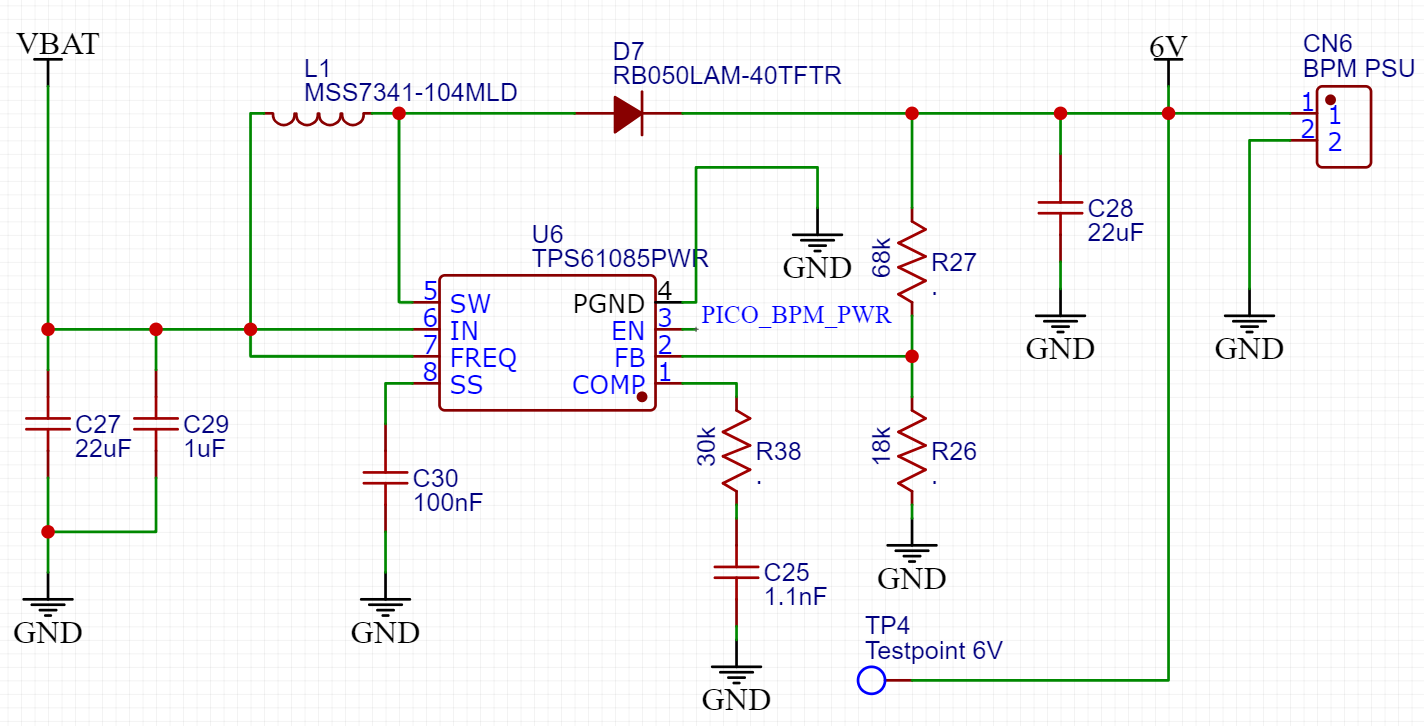 VBAT
L1
MSS7341-104MLD
D7
RB050LAM-40TFTR
6V
CN6
BPM PSU
1
1
2
2
U6
TPS61085PWR
GND
68k
R27
.
C28
22uF
GND
GND
5
SW
PGND
4
6
IN
EN
3
PICO_BPM_PWR
7
FREQ
FB
2
8
SS
COMP
1
C27
22uF
C29
1uF
C30
100nF
30k
R38
.
18k
R26
.
GND
C25
1.1nF
GND
GND
GND
TP4
Testpoint 6V